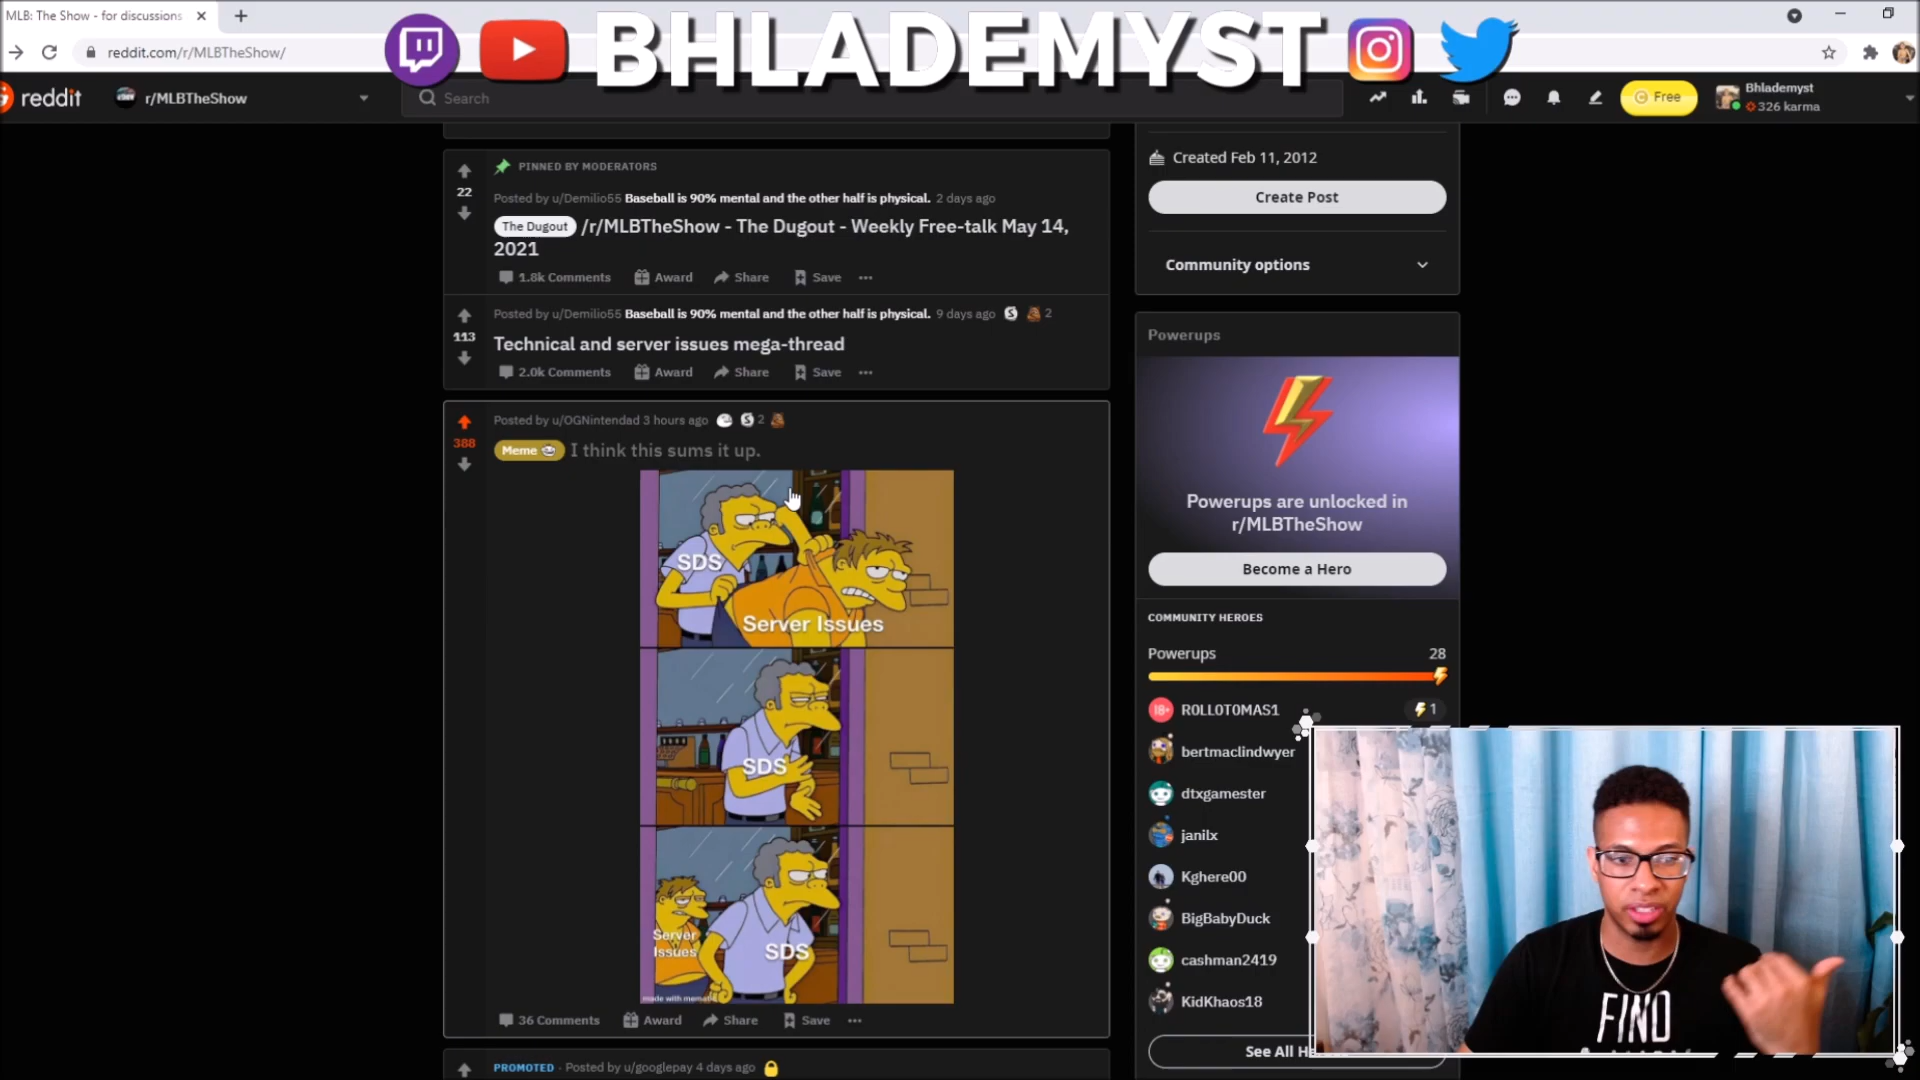 MLB: The Show - for discussions
reddit.com/r/MLBTheShow/
BHLADEMYST
reddit
r/MLBTheShow
Search
Free
Bhlademyst
326 karma
22
PINNED BY MODERATORS
Posted by u/Demilio55 Baseball is 90% mental and the other half is physical. 2 days ago
The Dugout /r/MLBTheShow - The Dugout - Weekly Free-talk May 14,
2021
1.8k Comments Award Share Save
113
Posted by u/Demilio55 Baseball is 90% mental and the other half is physical. 9 days ago 2
Technical and server issues mega-thread
2.0k Comments Award Share Save
388
Posted by u/OGNintendad 3 hours ago 2
Meme I think this sums it up.
SDS
Server Issues
SDS
Server
Issues
SDS
36 Comments Award Share Save
PROMOTED · Posted by u/googlepay 4 days ago
Created Feb 11, 2012
Create Post
Community options
Powerups
Powerups are unlocked in
r/MLBTheShow
Become a Hero
COMMUNITY HEROES
Powerups 28
18+ R0LL0T0MAS1 1
bertmaclindwyer
dtxgamester
janilx
Kghere00
BigBabyDuck
cashman2419
KidKhaos18
See All
FIND